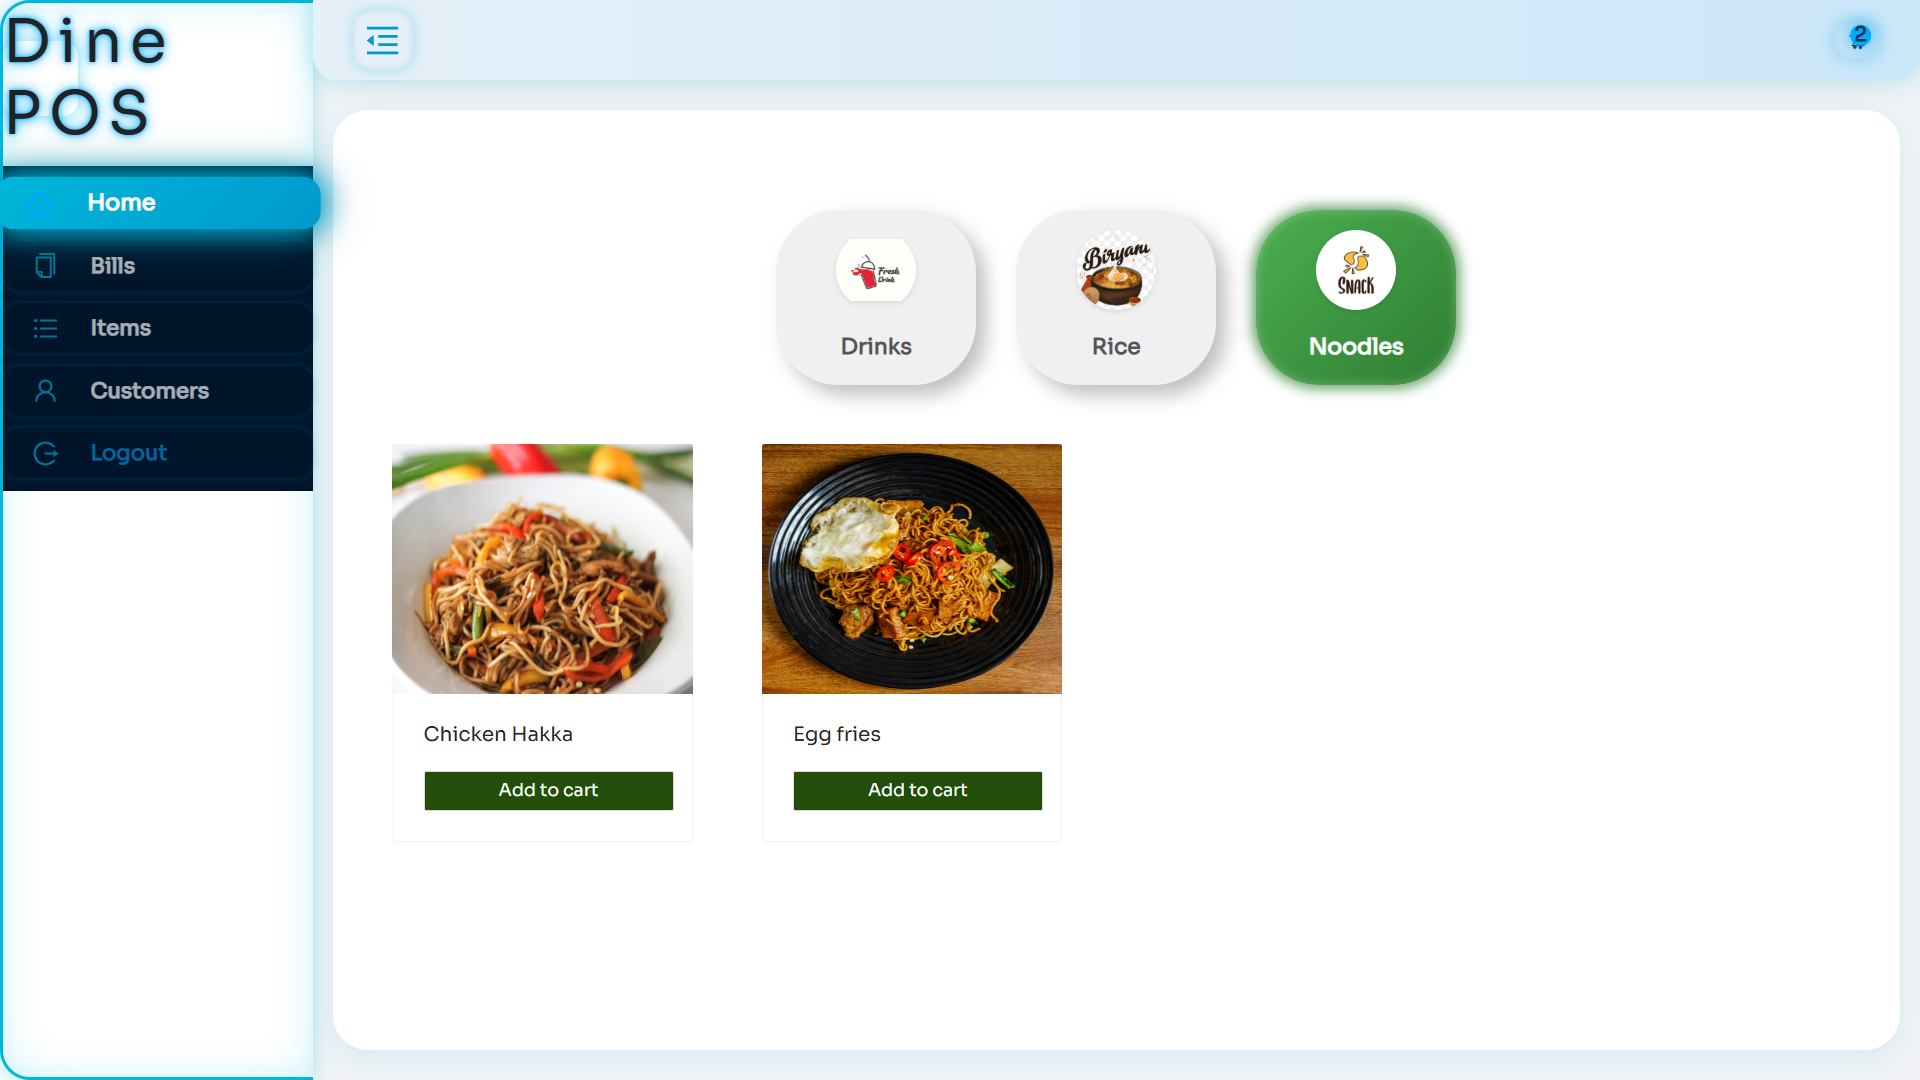 Dine
POS
2
Home
Bills
Items
Customers
Logout
Fresh
Drink
Drinks
Biryani
Rice
SNACK
Noodles
Chicken Hakka
Egg fries
Add to cart
Add to cart